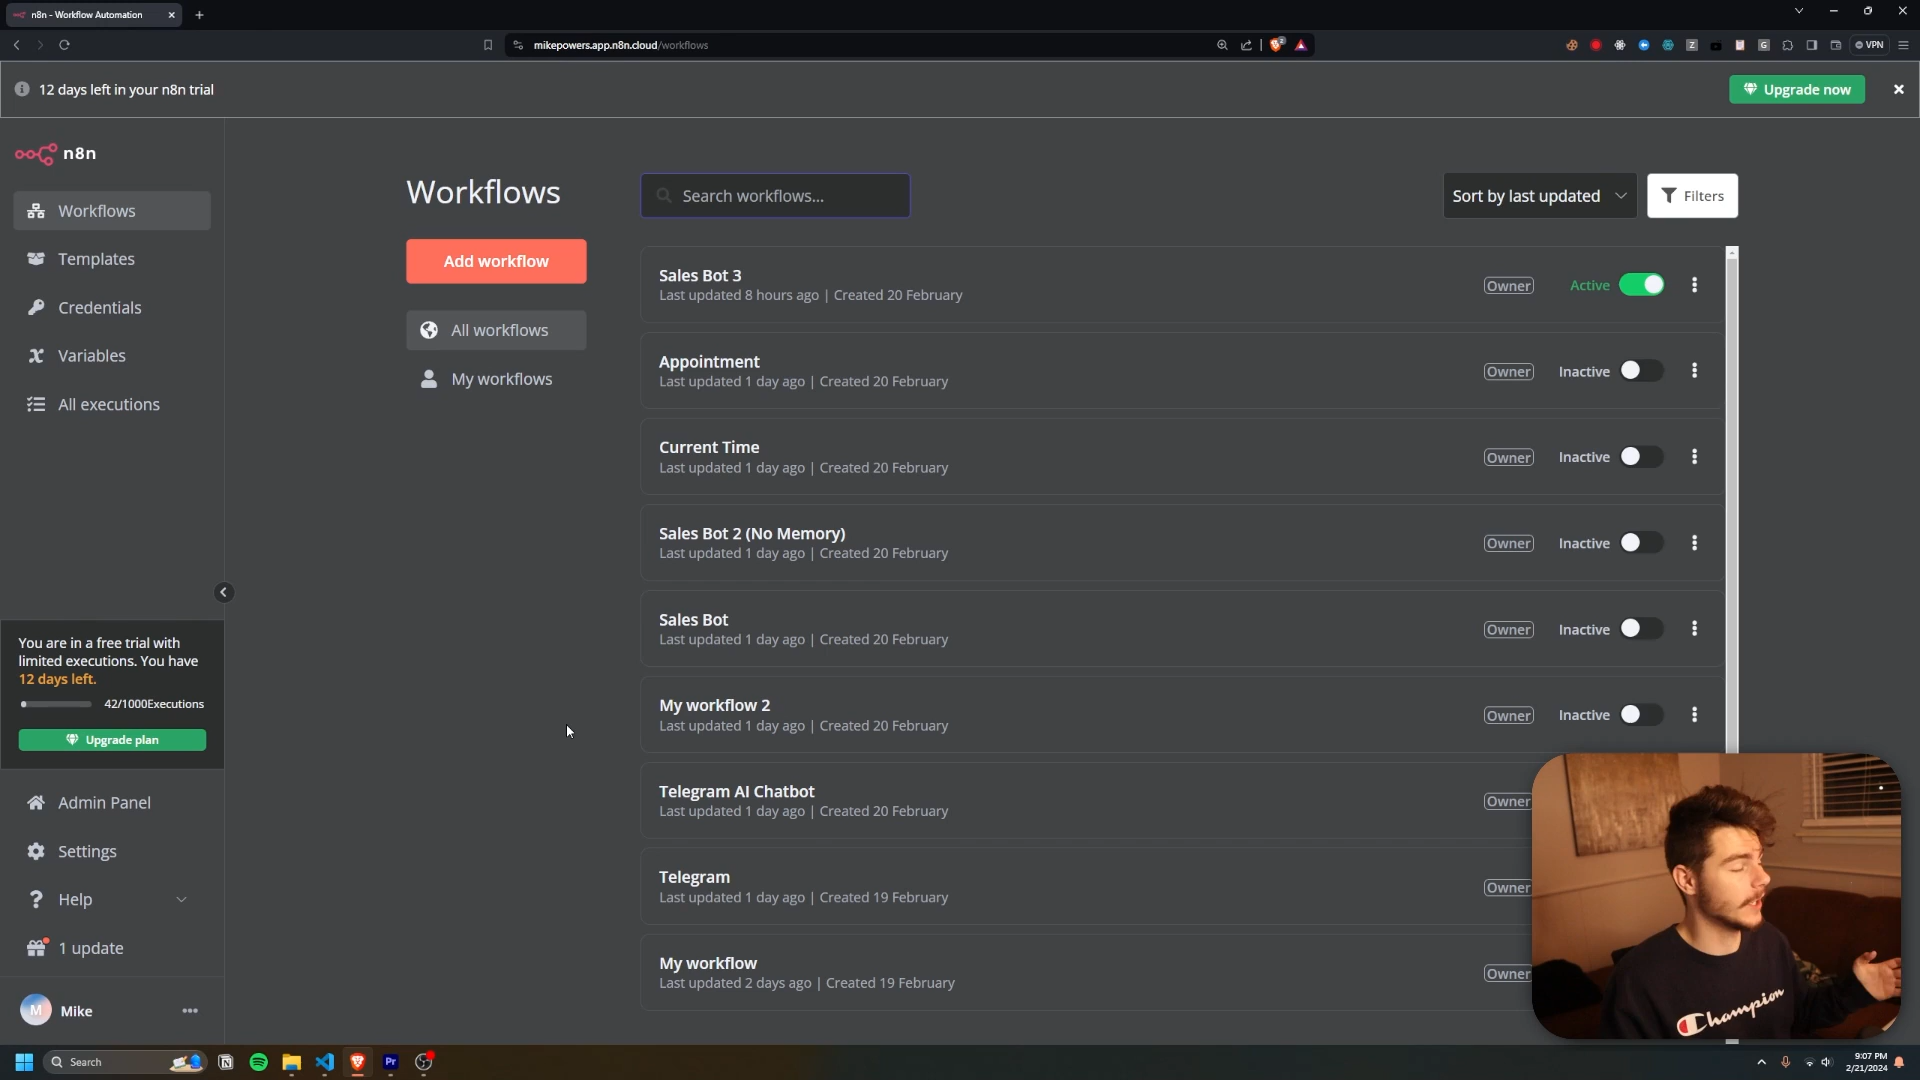 n8n - Workflow Automation
mikepowers.app.n8n.cloud/workflows
VPN
12 days left in your n8n trial
Upgrade now
n8n
Workflows
Templates
Credentials
Variables
All executions
You are in a free trial with
limited executions. You have
12 days left.
42/1000Executions
Upgrade plan
Admin Panel
Settings
Help
1 update
M
Mike
Workflows
Add workflow
All workflows
My workflows
Search workflows...
Sort by last updated
Filters
Sales Bot 3
Last updated 8 hours ago | Created 20 February
Owner
Active
Appointment
Last updated 1 day ago | Created 20 February
Owner
Inactive
Current Time
Last updated 1 day ago | Created 20 February
Owner
Inactive
Sales Bot 2 (No Memory)
Last updated 1 day ago | Created 20 February
Owner
Inactive
Sales Bot
Last updated 1 day ago | Created 20 February
Owner
Inactive
My workflow 2
Last updated 1 day ago | Created 20 February
Owner
Inactive
Telegram AI Chatbot
Last updated 1 day ago | Created 20 February
Owner
Telegram
Last updated 1 day ago | Created 19 February
Owner
My workflow
Last updated 2 days ago | Created 19 February
Owner
Champion
Search
Pr
9:07 PM
2/21/2024